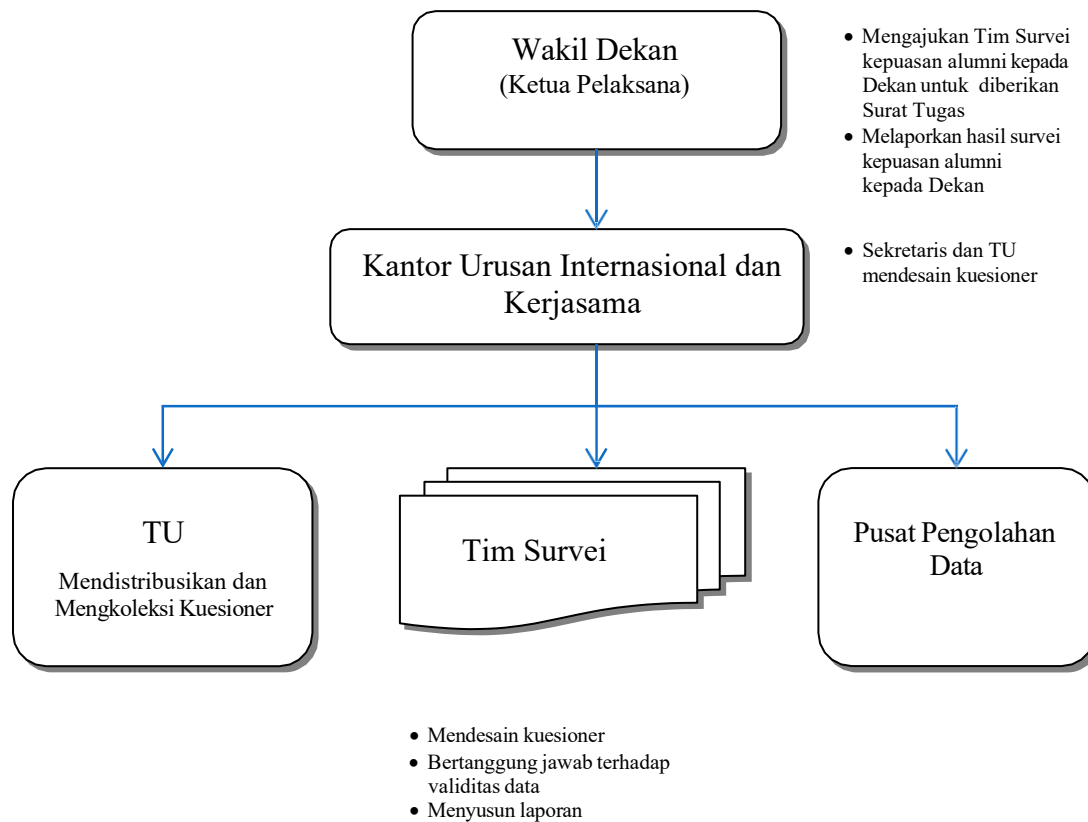 Wakil Dekan
(Ketua Pelaksana)
• Mengajukan Tim Survei
kepuasan alumni kepada
Dekan untuk diberikan
Surat Tugas
• Melaporkan hasil survei
kepuasan alumni
kepada Dekan
Kantor Urusan Internasional dan
Kerjasama
• Sekretaris dan TU
mendesain kuesioner
TU
Mendistribusikan dan
Mengkoleksi Kuesioner
Tim Survei
Pusat Pengolahan
Data
• Mendesain kuesioner
• Bertanggung jawab terhadap
validitas data
• Menyusun laporan